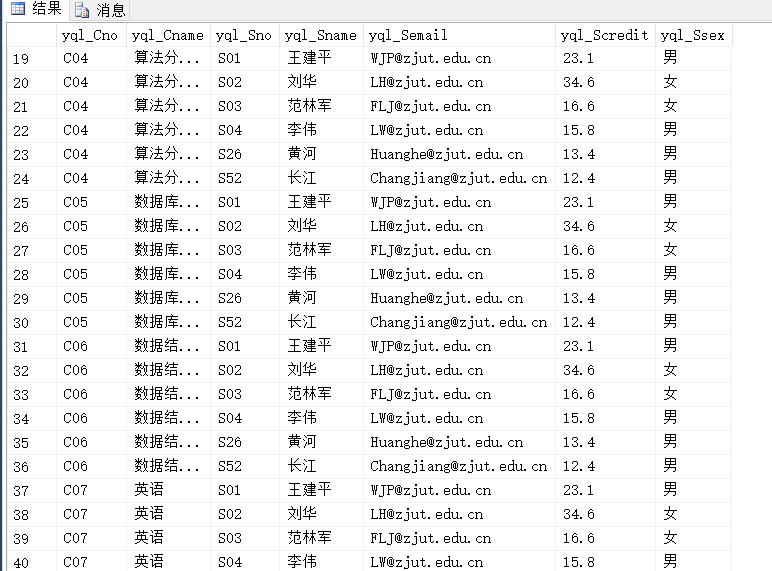 结果 消息
yql_Cno yql_Cname yql_Sno yql_Sname yql_Semail yql_Scredit yql_Ssex
19 C04 算法分... S01 王建平 WJP@zjut.edu.cn 23.1 男
20 C04 算法分... S02 刘华 LH@zjut.edu.cn 34.6 女
21 C04 算法分... S03 范林军 FLJ@zjut.edu.cn 16.6 女
22 C04 算法分... S04 李伟 LW@zjut.edu.cn 15.8 男
23 C04 算法分... S26 黄河 Huanghe@zjut.edu.cn 13.4 男
24 C04 算法分... S52 长江 Changjiang@zjut.edu.cn 12.4 男
25 C05 数据库... S01 王建平 WJP@zjut.edu.cn 23.1 男
26 C05 数据库... S02 刘华 LH@zjut.edu.cn 34.6 女
27 C05 数据库... S03 范林军 FLJ@zjut.edu.cn 16.6 女
28 C05 数据库... S04 李伟 LW@zjut.edu.cn 15.8 男
29 C05 数据库... S26 黄河 Huanghe@zjut.edu.cn 13.4 男
30 C05 数据库... S52 长江 Changjiang@zjut.edu.cn 12.4 男
31 C06 数据结... S01 王建平 WJP@zjut.edu.cn 23.1 男
32 C06 数据结... S02 刘华 LH@zjut.edu.cn 34.6 女
33 C06 数据结... S03 范林军 FLJ@zjut.edu.cn 16.6 女
34 C06 数据结... S04 李伟 LW@zjut.edu.cn 15.8 男
35 C06 数据结... S26 黄河 Huanghe@zjut.edu.cn 13.4 男
36 C06 数据结... S52 长江 Changjiang@zjut.edu.cn 12.4 男
37 C07 英语 S01 王建平 WJP@zjut.edu.cn 23.1 男
38 C07 英语 S02 刘华 LH@zjut.edu.cn 34.6 女
39 C07 英语 S03 范林军 FLJ@zjut.edu.cn 16.6 女
40 C07 英语 S04 李伟 LW@zjut.edu.cn 15.8 男